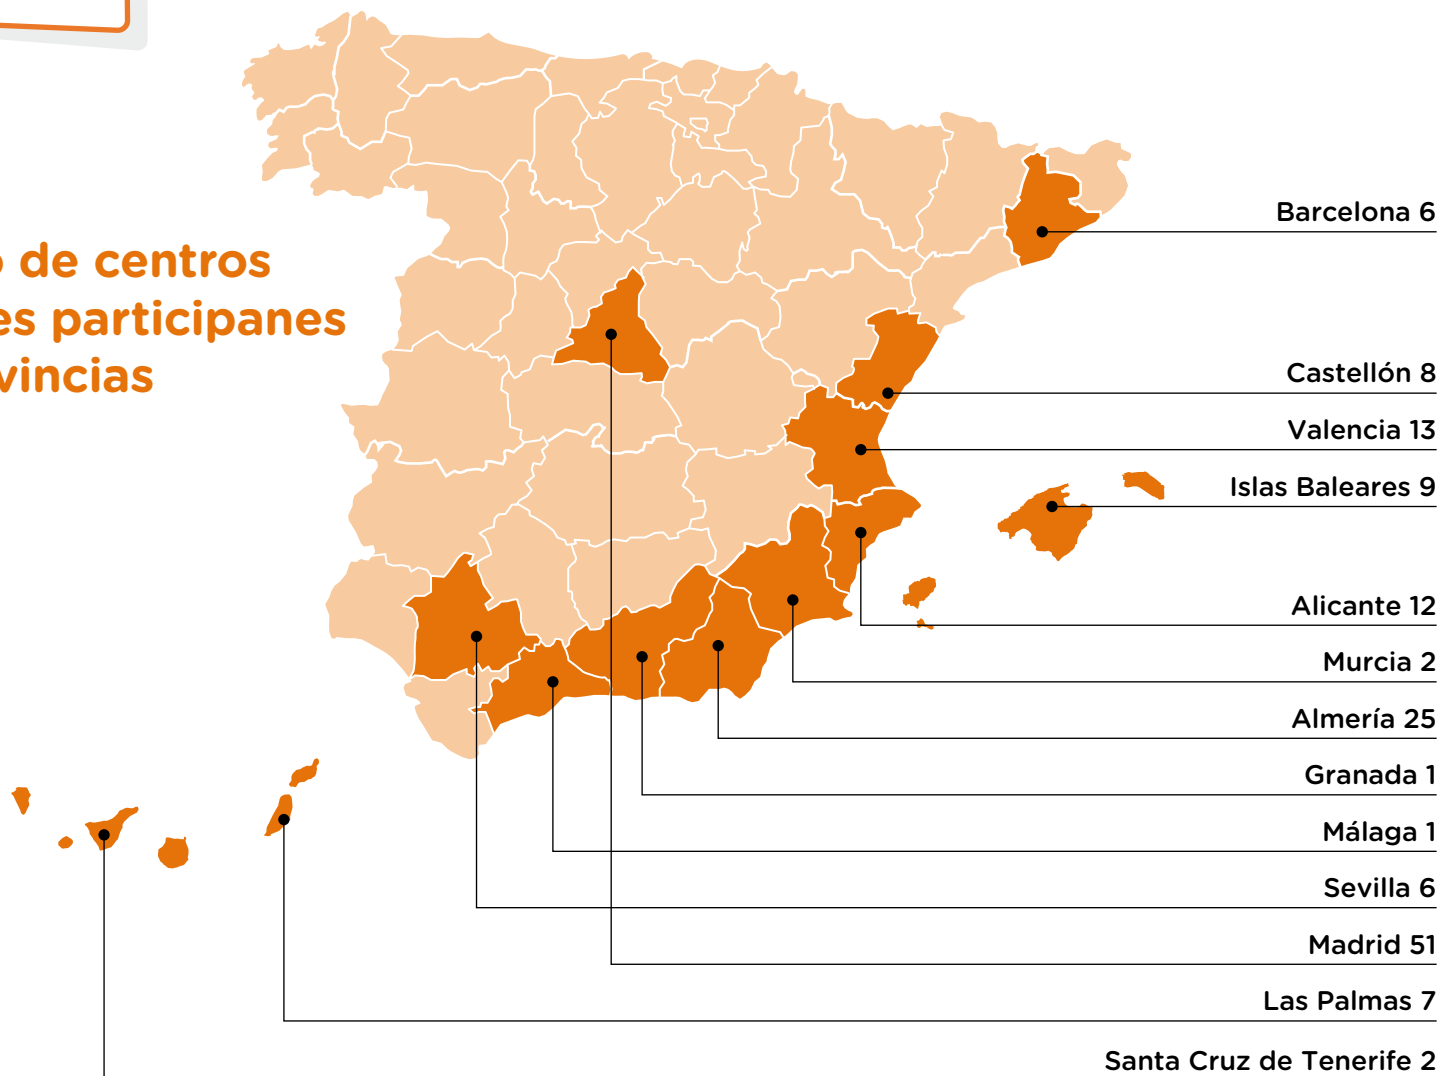 de centros
es participanes
vincias
Barcelona 6
Castellón 8
Valencia 13
Islas Baleares 9
Alicante 12
Murcia 2
Almería 25
Granada 1
Málaga 1
Sevilla 6
Madrid 51
Las Palmas 7
Santa Cruz de Tenerife 2